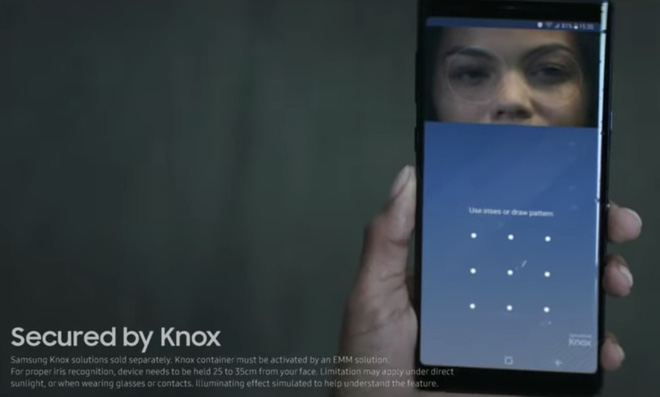 Use irises or draw pattern
Knox
Secured by Knox
Samsung Knox solutions sold separately. Knox container must be activated by an EMM solution.
For proper iris recognition, device needs to be held 25 to 35cm from your face. Limitation may apply under direct
sunlight, or when wearing glasses or contacts. Illuminating effect simulated to help understand the feature.